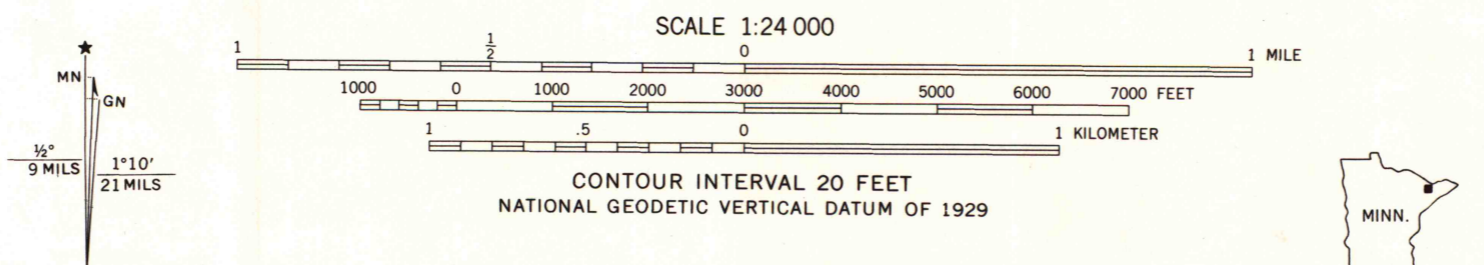 SCALE 1:24 000
1 ½ 0 1 MILE
1000 0 1000 2000 3000 4000 5000 6000 7000 FEET
1 .5 0 1 KILOMETER
CONTOUR INTERVAL 20 FEET
NATIONAL GEODETIC VERTICAL DATUM OF 1929
MN
GN
½°
9 MILS
1°10′
21 MILS
MINN.